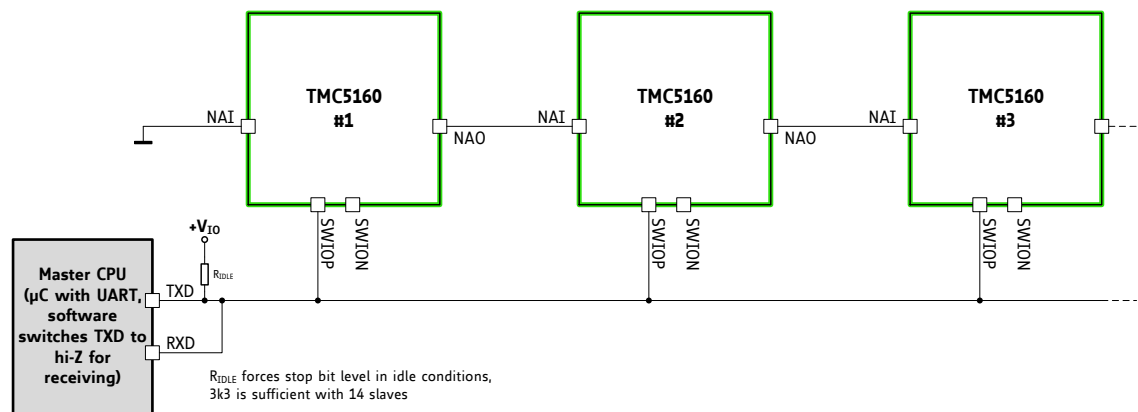 TMC5160
#1
TMC5160
#2
TMC5160
#3
NAI
NAO
NAI
NAO
NAI
SWIOP
SWION
SWIOP
SWION
SWIOP
SWION
+VIO
RIDLE
Master CPU
(µC with UART,
software
switches TXD to
hi-Z for
receiving)
TXD
RXD
RIDLE forces stop bit level in idle conditions,
3k3 is sufficient with 14 slaves